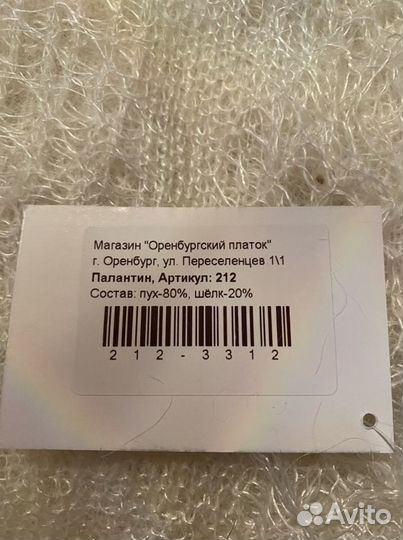 Магазин "Оренбургский платок"
г. Оренбург, ул. Переселенцев 1\1
Палантин, Артикул: 212
Состав: пух-80%, шёлк-20%
212-3312
Avito